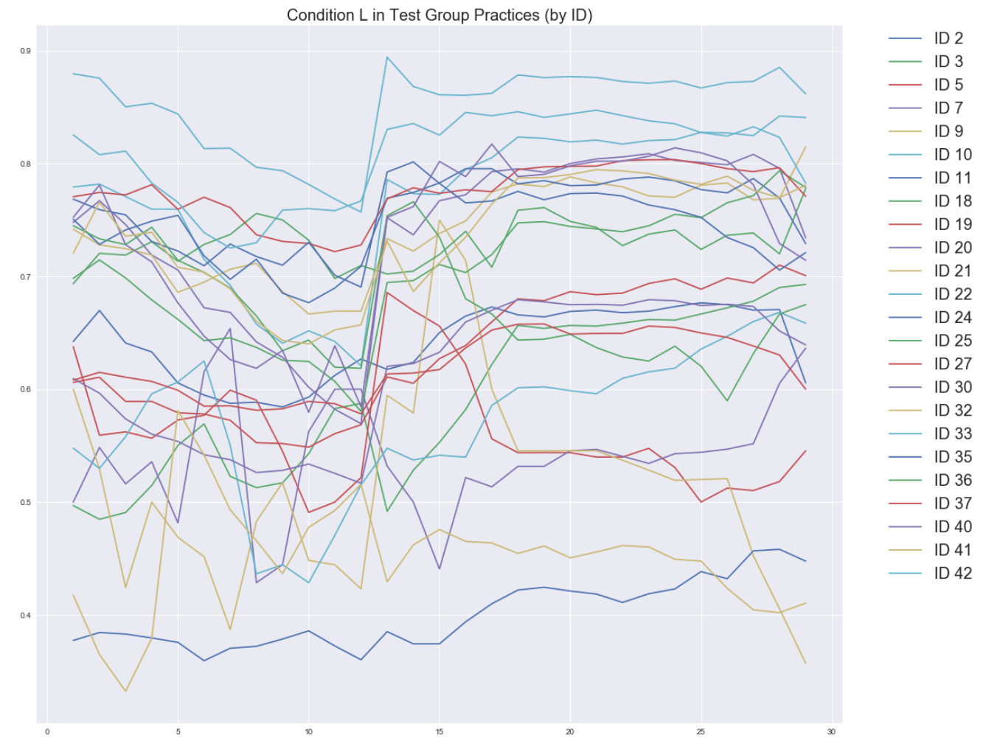 Condition L in Test Group Practices (by ID)
0.9
0.8
0.7
0.6
0.5
0.4
0
5
10
15
20
25
30
ID 2
ID 3
ID 5
ID 7
ID 9
ID 10
ID 11
ID 18
ID 19
ID 20
ID 21
ID 22
ID 24
ID 25
ID 27
ID 30
ID 32
ID 33
ID 35
ID 36
ID 37
ID 40
ID 41
ID 42